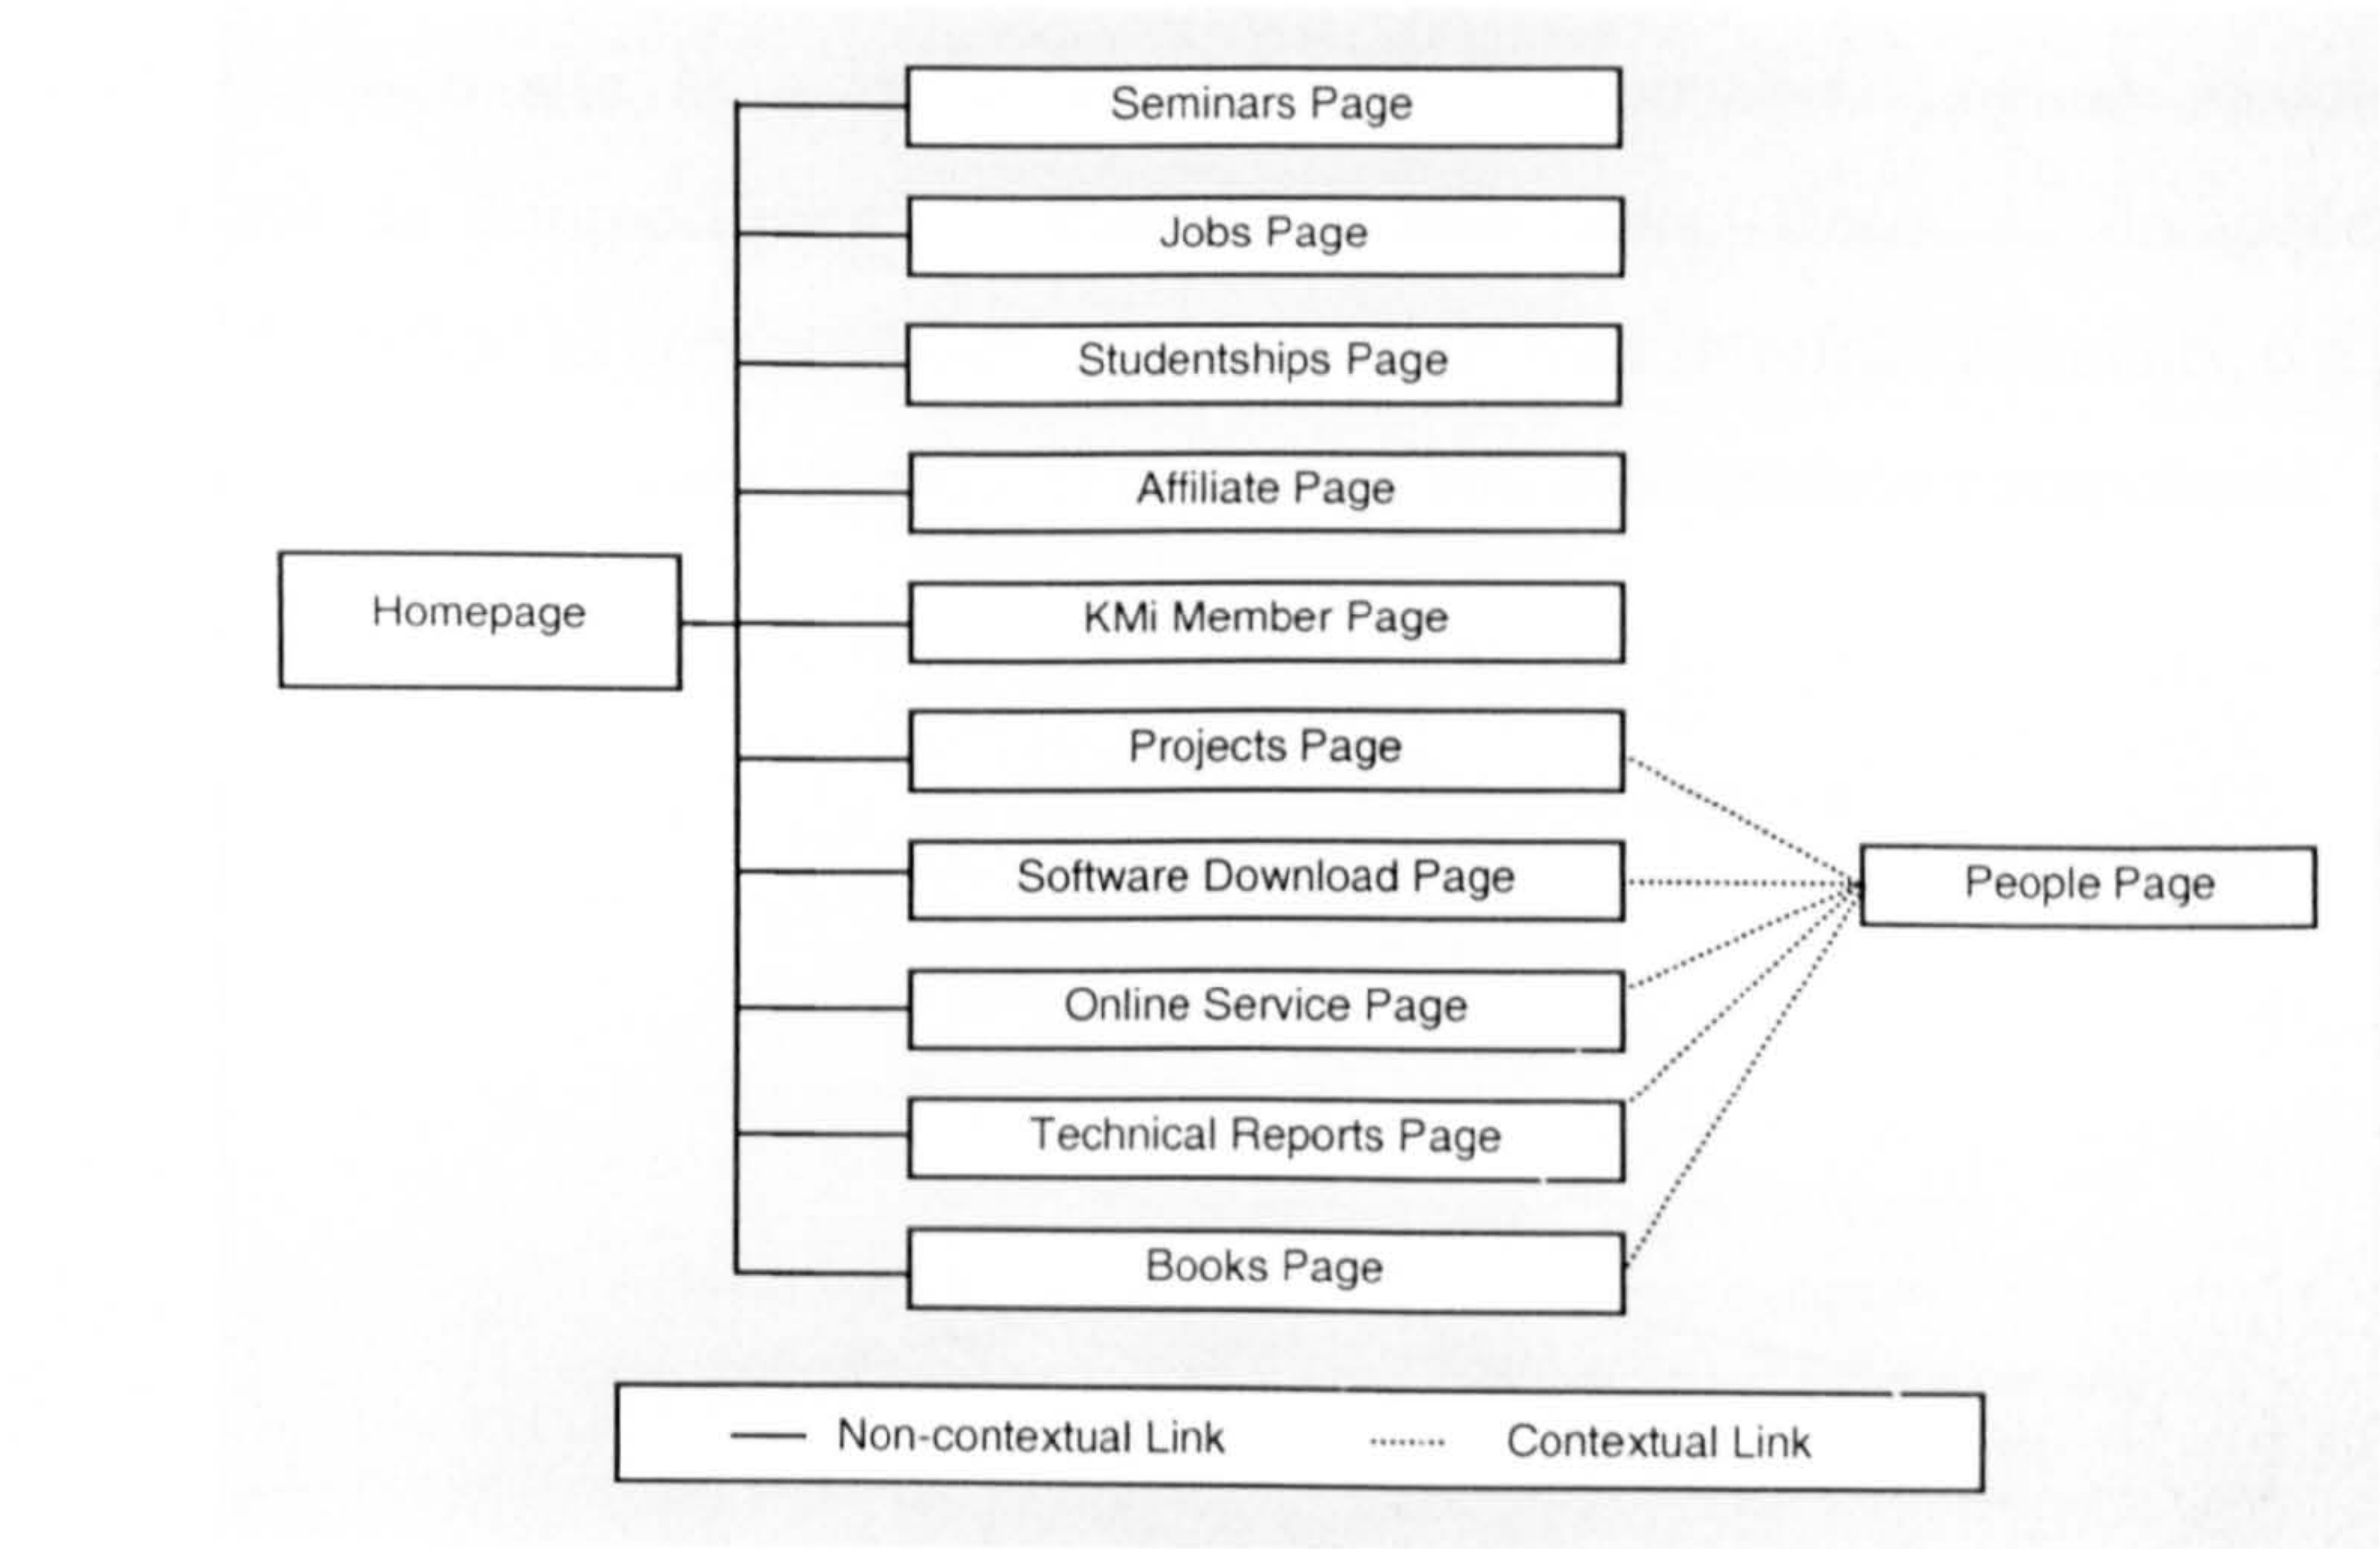 Seminars Page
Jobs Page
Studentships Page
Affiliate Page
Homepage
KMi Member Page
Projects Page
Software Download Page
People Page
Online Service Page
Technical Reports Page
Books Page
Non-contextual Link
Contextual Link